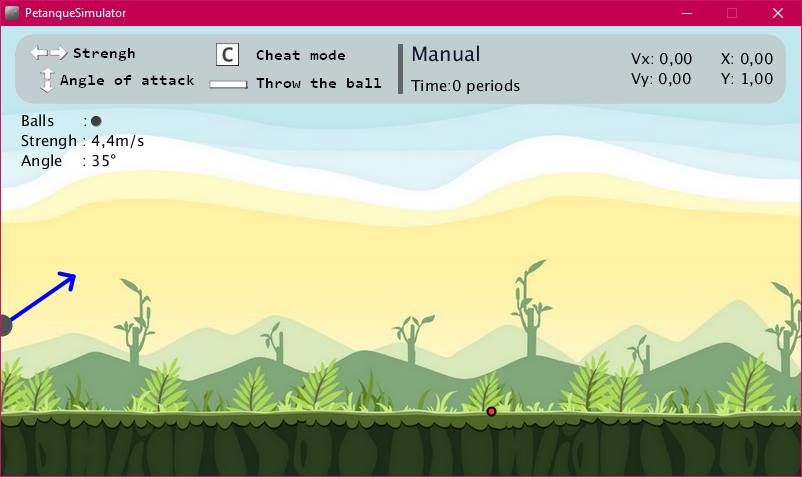 PetanqueSimulator
Strengh
Angle of attack
C
Cheat mode
Throw the ball
Manual
Time:0 periods
Vx: 0,00 X: 0,00
Vy: 0,00 Y: 1,00
Balls :
Strengh : 4,4m/s
Angle : 35°